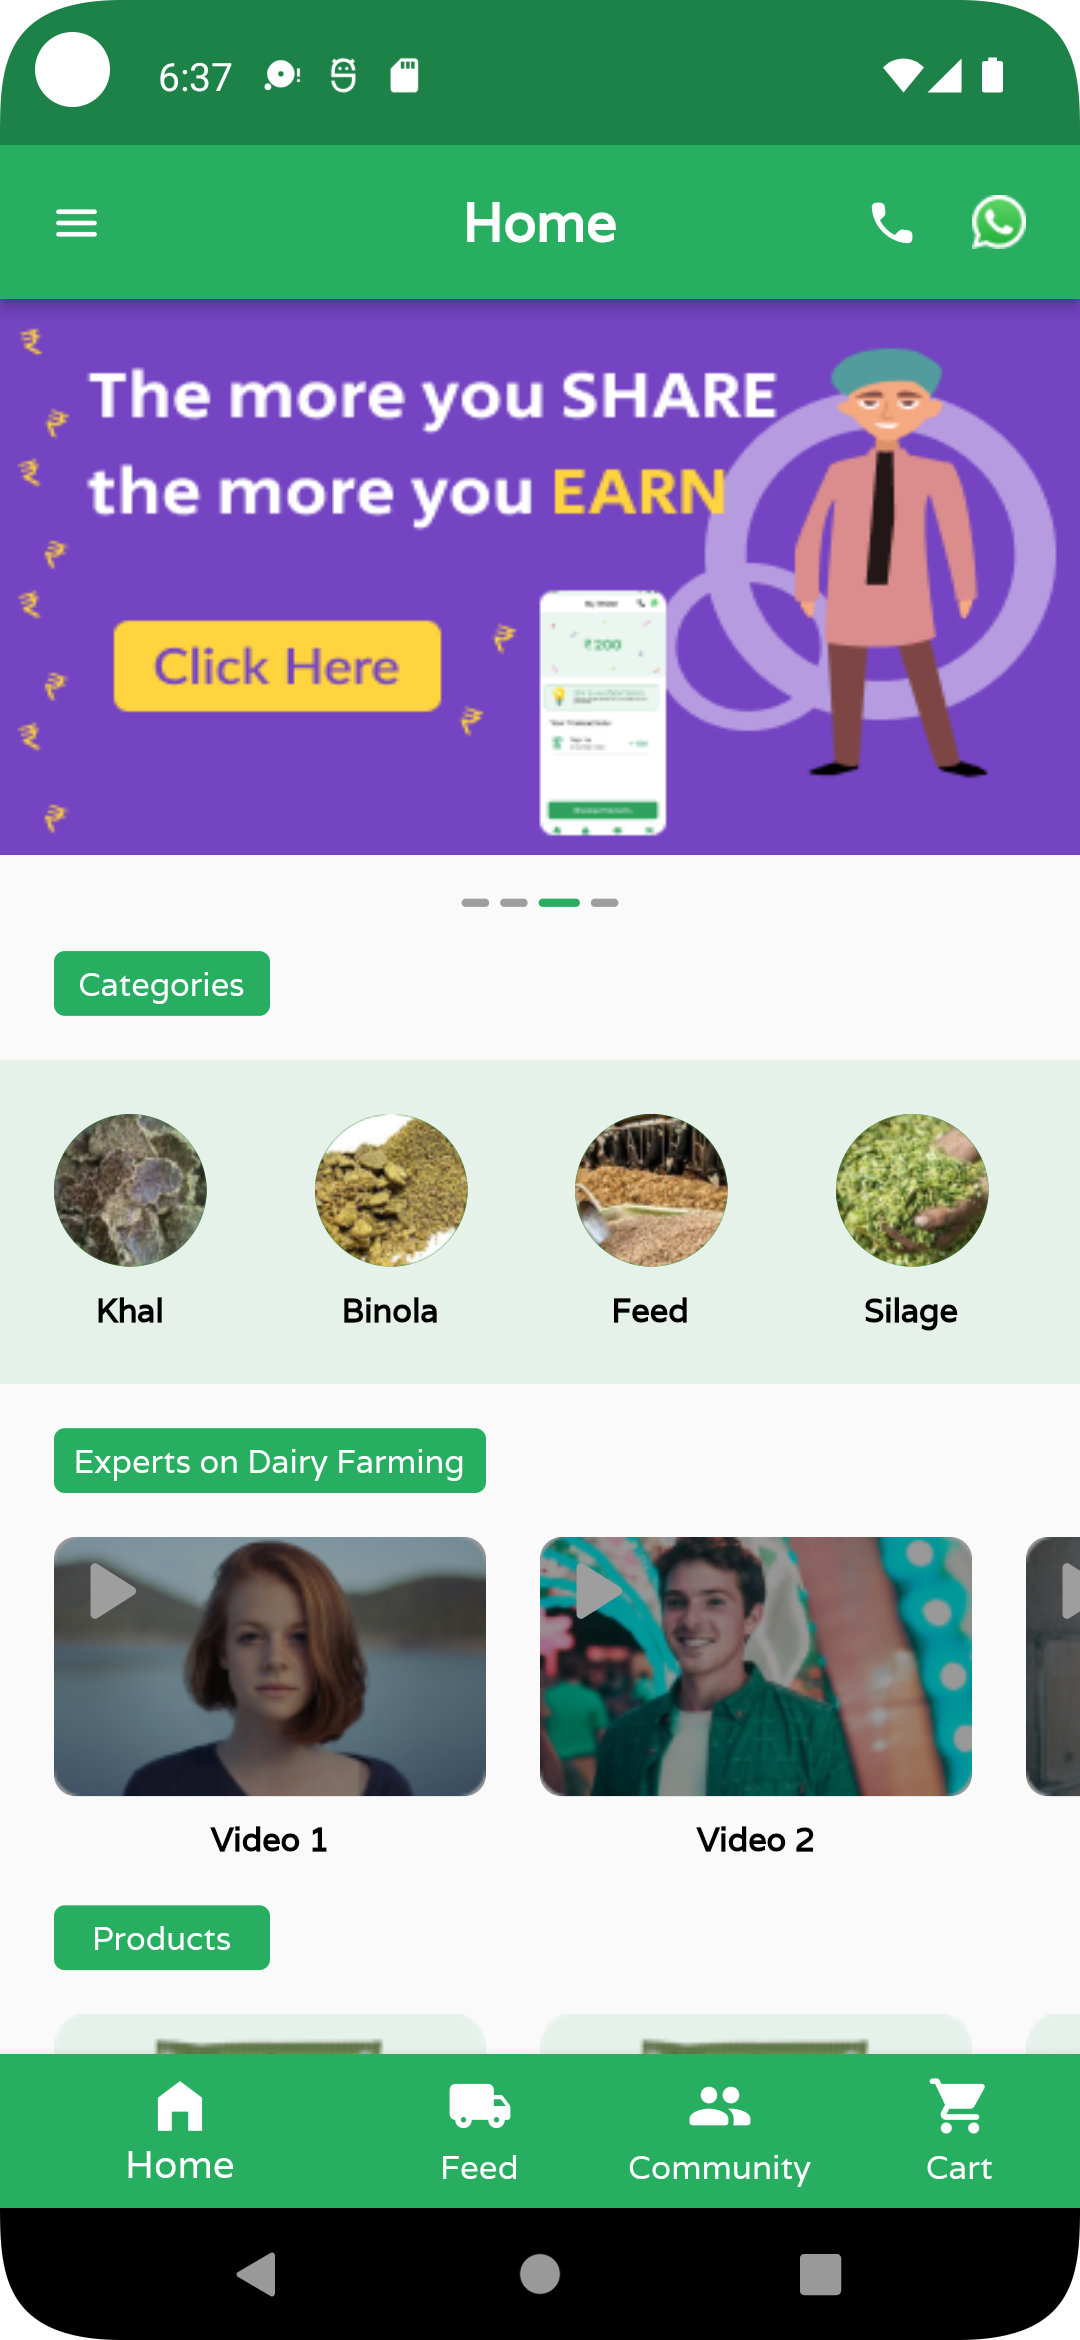 6:37
Home
The more you SHARE
the more you EARN
Click Here
₹200
Categories
Khal
Binola
Feed
Silage
Experts on Dairy Farming
Video 1
Video 2
Products
Home
Feed
Community
Cart